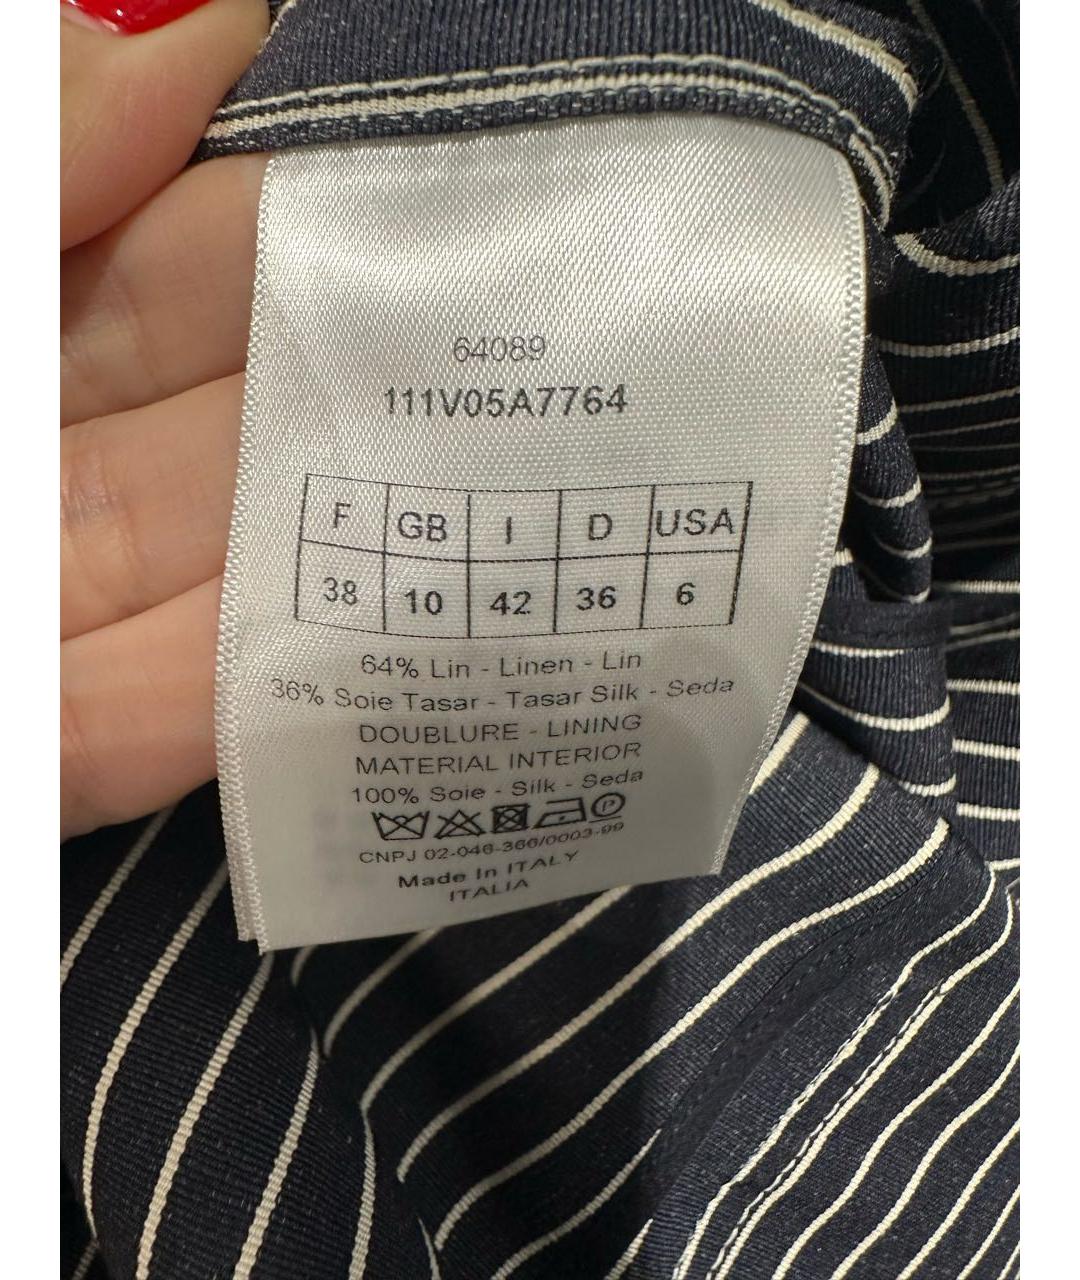 64089
111V05A7764
F GB I D USA
38 10 42 36 6
64% Lin - Linen - Lin
36% Soie Tasar - Tasar Silk - Seda
DOUBLURE - LINING
MATERIAL INTERIOR
100% Soie - Silk - Seda
P
CNPJ 02-046-366/0003-99
Made In ITALY
ITALIA